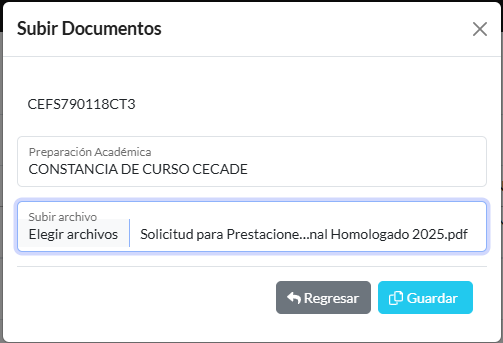 Subir Documentos
CEFS790118CT3
Preparación Académica
CONSTANCIA DE CURSO CECADE
Subir archivo
Elegir archivos Solicitud para Prestacione...nal Homologado 2025.pdf
Regresar Guardar